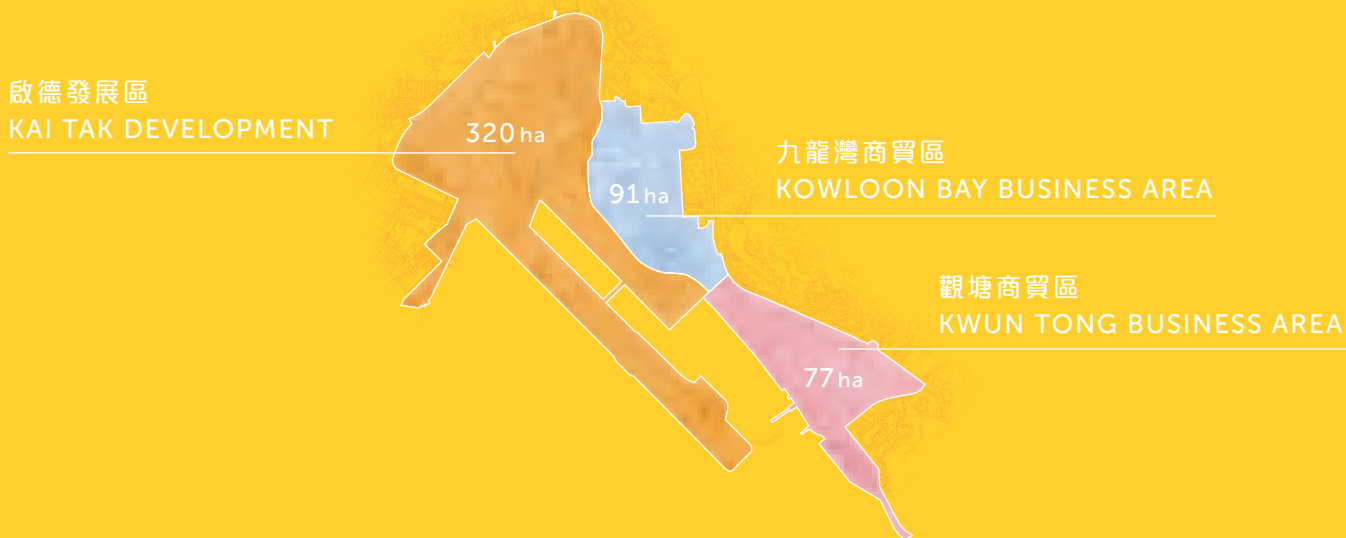 啟德發展區
KAI TAK DEVELOPMENT
320 ha
九龍灣商貿區
KOWLOON BAY BUSINESS AREA
91 ha
觀塘商貿區
KWUN TONG BUSINESS AREA
77 ha